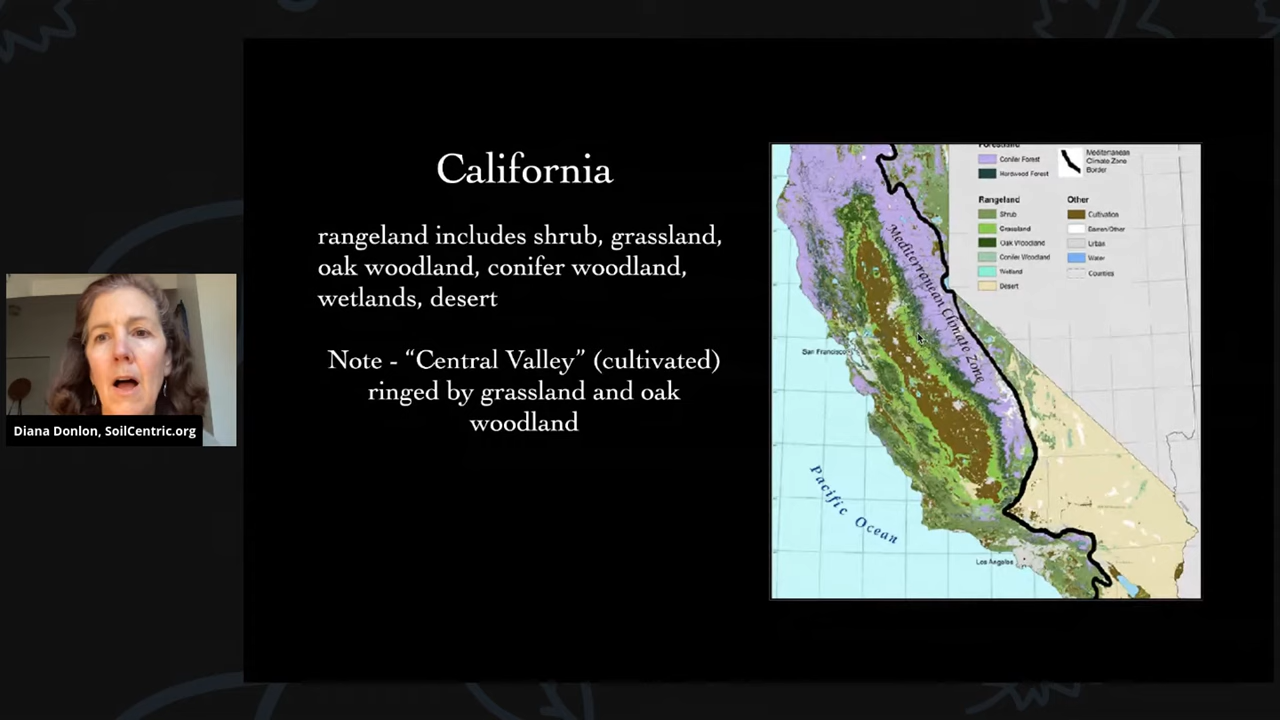 California
rangeland includes shrub, grassland,
oak woodland, conifer woodland,
wetlands, desert
Note - “Central Valley” (cultivated)
ringed by grassland and oak
woodland
Diana Donlon, SoilCentric.org
Conifer Forest
Hardwood Forest
Mediterranean
Climate Zone
Border
Rangeland
Shrub
Grassland
Oak Woodland
Conifer Woodland
Wetland
Desert
Other
Cultivation
Barren/Other
Urban
Water
Counties
Mediterranean Climate Zone
San Francisco
Pacific Ocean
Los Angeles